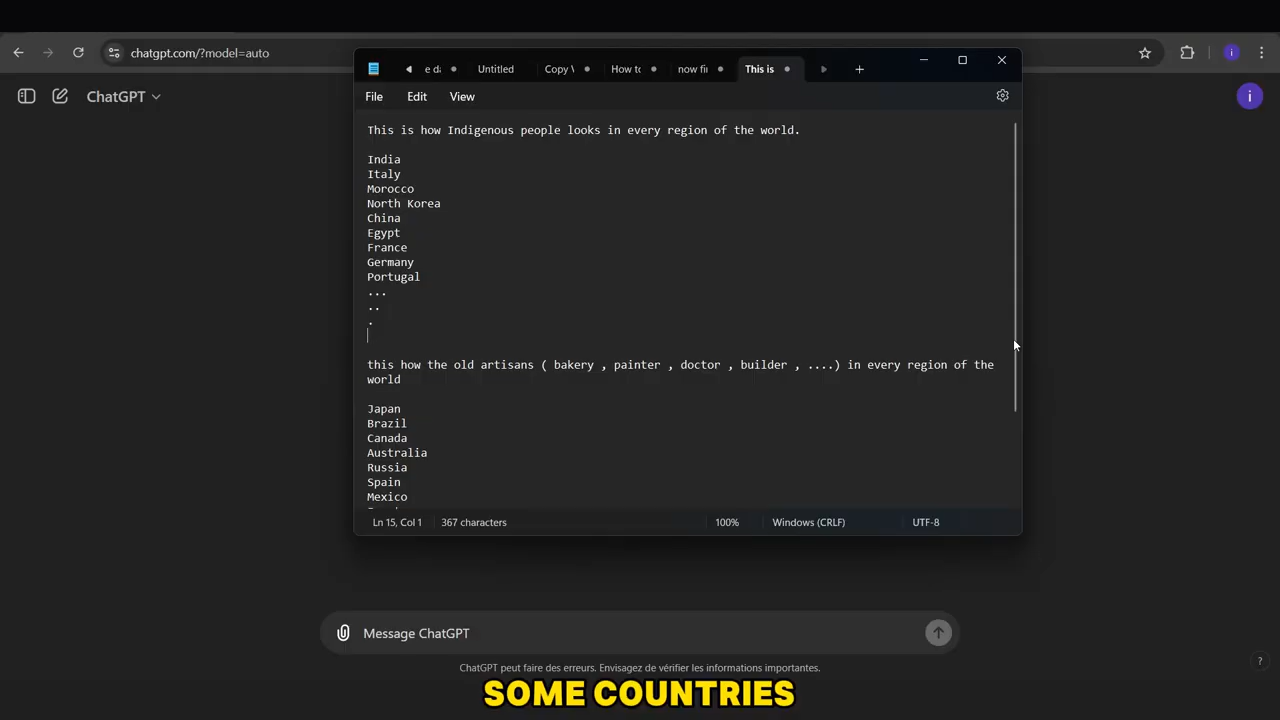 chatgpt.com/?model=auto
e da
Untitled
Copy \
How to
now fi
This is
File
Edit
View
ChatGPT
i
i
This is how Indigenous people looks in every region of the world.
India
Italy
Morocco
North Korea
China
Egypt
France
Germany
Portugal
...
..
.
this how the old artisans ( bakery , painter , doctor , builder , ....) in every region of the
world
Japan
Brazil
Canada
Australia
Russia
Spain
Mexico
Ln 15, Col 1
367 characters
100%
Windows (CRLF)
UTF-8
Message ChatGPT
ChatGPT peut faire des erreurs. Envisagez de vérifier les informations importantes.
?
SOME COUNTRIES